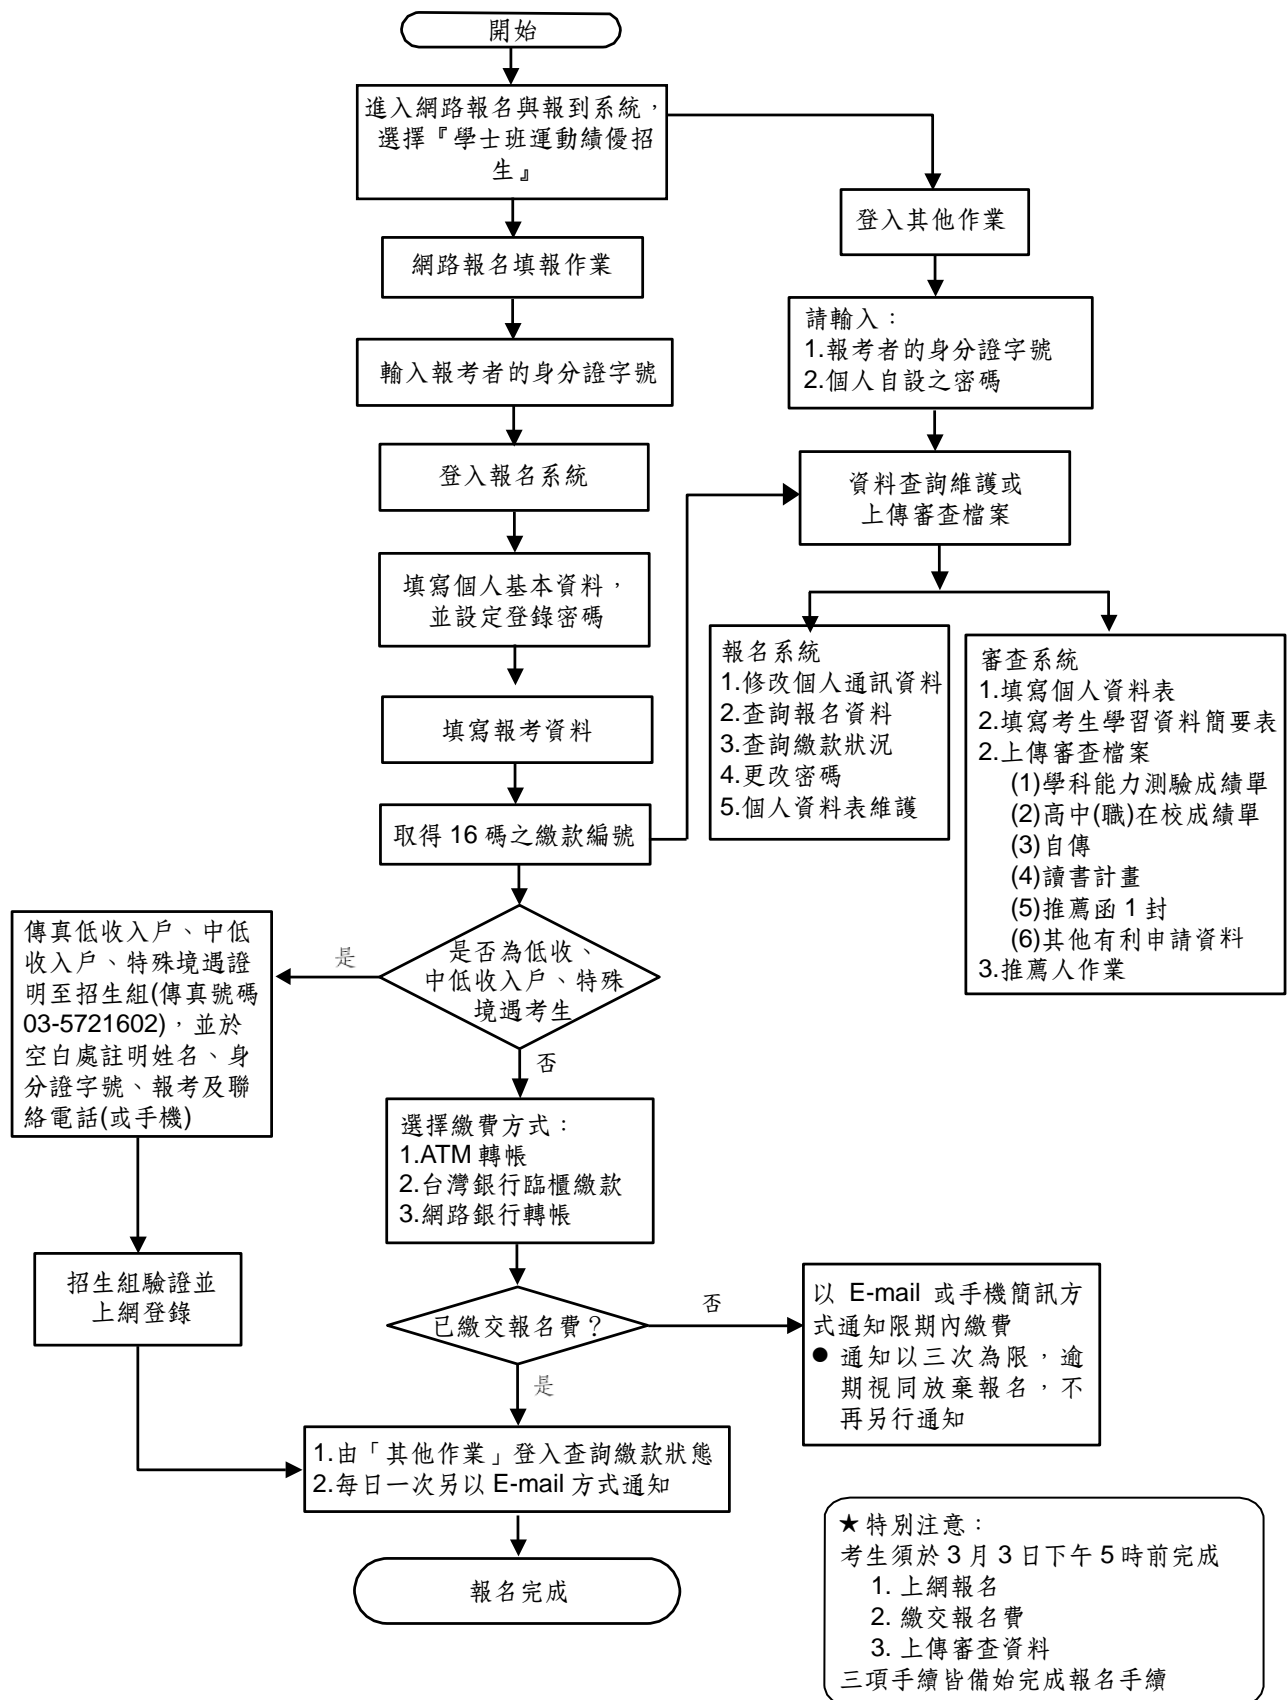 開始
進入網路報名與報到系統，
選擇『學士班運動績優招
生』
登入其他作業
網路報名填報作業
請輸入：
1.報考者的身分證字號
2.個人自設之密碼
輸入報考者的身分證字號
登入報名系統
資料查詢維護或
上傳審查檔案
填寫個人基本資料，
並設定登錄密碼
報名系統
1.修改個人通訊資料
2.查詢報名資料
3.查詢繳款狀況
4.更改密碼
5.個人資料表維護
審查系統
1.填寫個人資料表
2.填寫考生學習資料簡要表
2.上傳審查檔案
(1)學科能力測驗成績單
(2)高中(職)在校成績單
(3)自傳
(4)讀書計畫
(5)推薦函 1 封
(6)其他有利申請資料
3.推薦人作業
填寫報考資料
取得 16 碼之繳款編號
是否為低收、
中低收入戶、特殊
境遇考生
是
傳真低收入戶、中低
收入戶、特殊境遇證
明至招生組(傳真號碼
03-5721602)，並於
空白處註明姓名、身
分證字號、報考及聯
絡電話(或手機)
否
選擇繳費方式：
1.ATM 轉帳
2.台灣銀行臨櫃繳款
3.網路銀行轉帳
招生組驗證並
上網登錄
已繳交報名費？
否
以 E-mail 或手機簡訊方
式通知限期內繳費
● 通知以三次為限，逾
期視同放棄報名，不
再另行通知
是
1.由「其他作業」登入查詢繳款狀態
2.每日一次另以 E-mail 方式通知
報名完成
★特別注意：
考生須於 3 月 3 日下午 5 時前完成
1. 上網報名
2. 繳交報名費
3. 上傳審查資料
三項手續皆備始完成報名手續